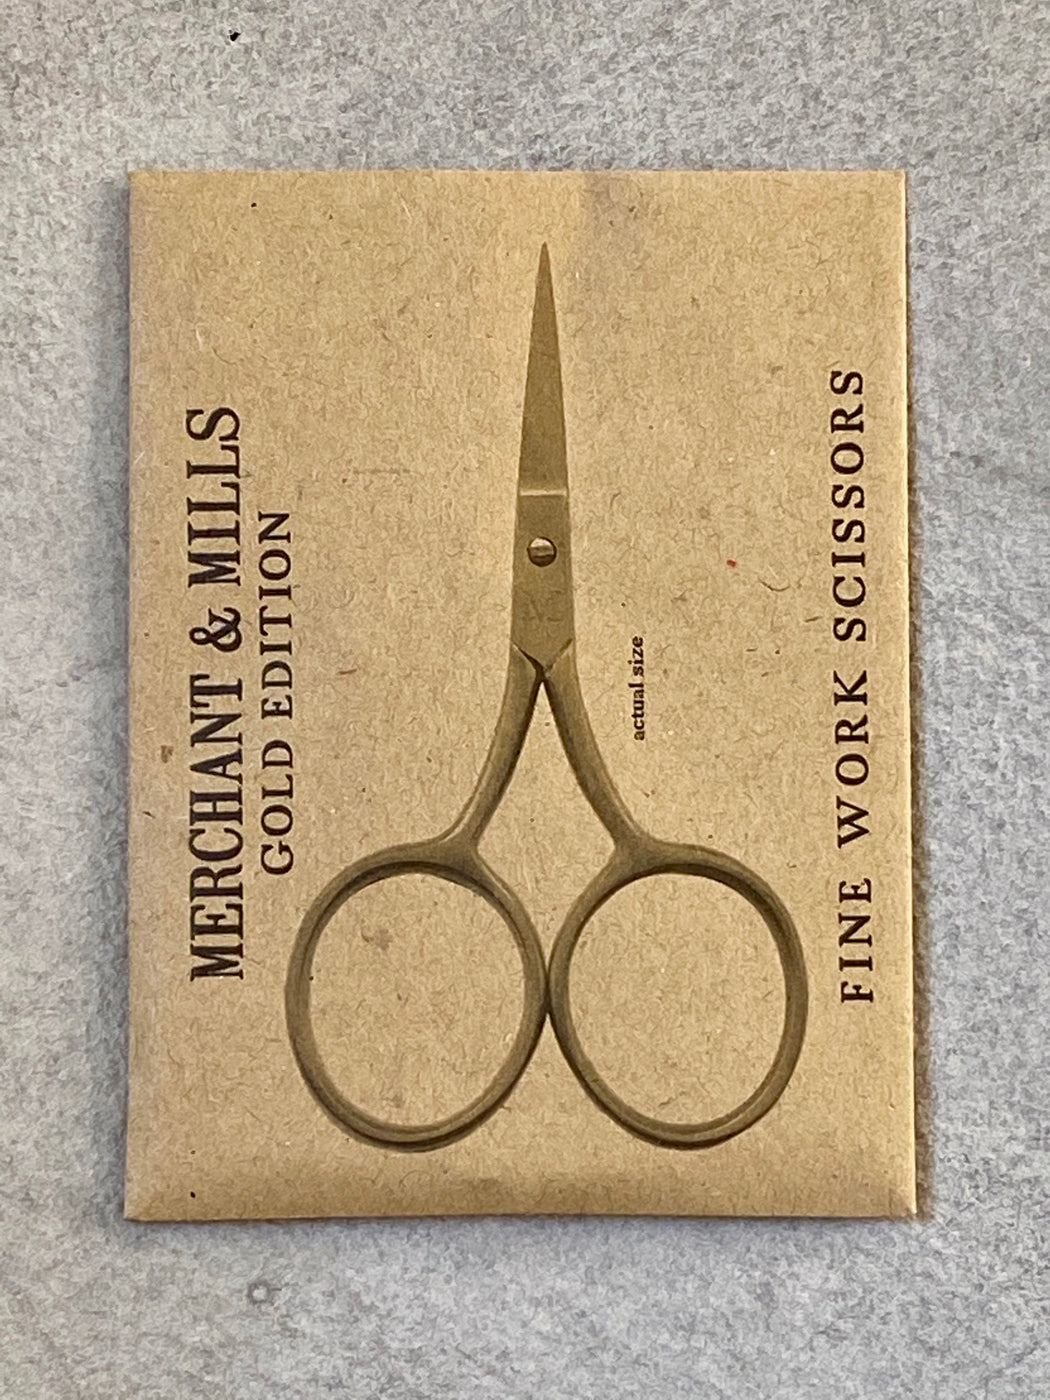 MERCHANT & MILLS
GOLD EDITION
actual size
FINE WORK SCISSORS